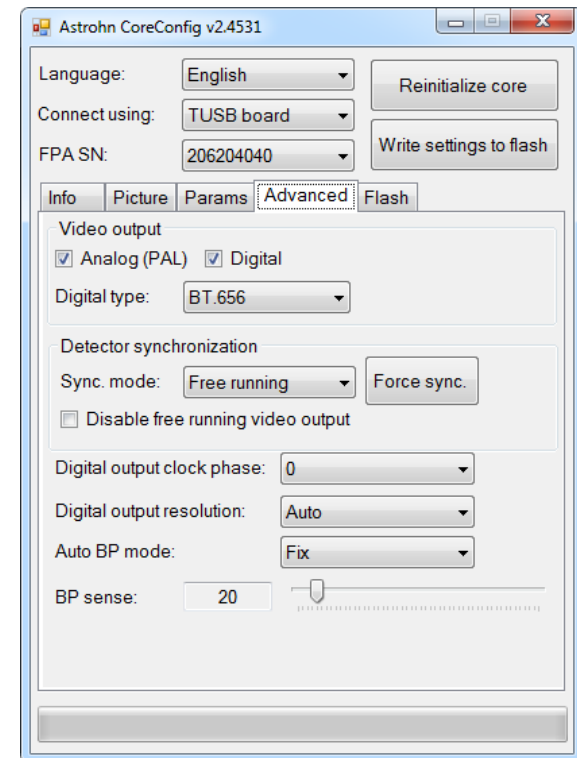 Astrohn CoreConfig v2.4531
Language: English Reinitialize core
Connect using: TUSB board
FPA SN: 206204040 Write settings to flash
Info Picture Params Advanced Flash
Video output
Analog (PAL) Digital
Digital type: BT.656
Detector synchronization
Sync. mode: Free running Force sync.
Disable free running video output
Digital output clock phase: 0
Digital output resolution: Auto
Auto BP mode: Fix
BP sense: 20